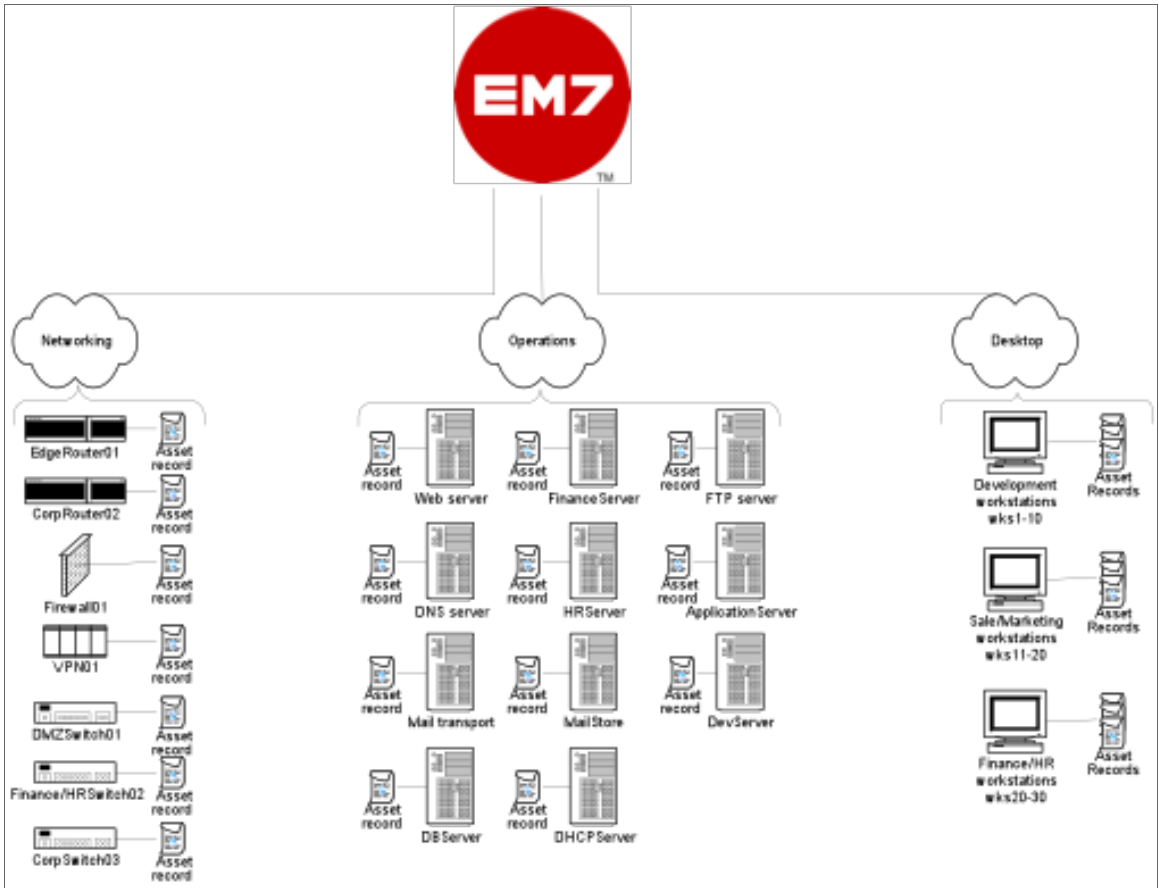 EM7
TM
Networking
Operations
Desktop
EdgeRouter01
Asset
record
CorpRouter02
Asset
record
Firewall01
Asset
record
VPN01
Asset
record
DMZSwitch01
Asset
record
Finance/HRSwitch02
Asset
record
CorpSwitch03
Asset
record
Asset
record
Web server
Asset
record
FinanceServer
Asset
record
FTP server
Asset
record
DNS server
Asset
record
HRServer
Asset
record
ApplicationServer
Asset
record
Mail transport
Asset
record
MailStore
Asset
record
DevServer
Asset
record
DBServer
Asset
record
DHCPServer
Development
workstations
wks1-10
Asset
Records
Sale/Marketing
workstations
wks11-20
Asset
Records
Finance/HR
workstations
wks20-30
Asset
Records